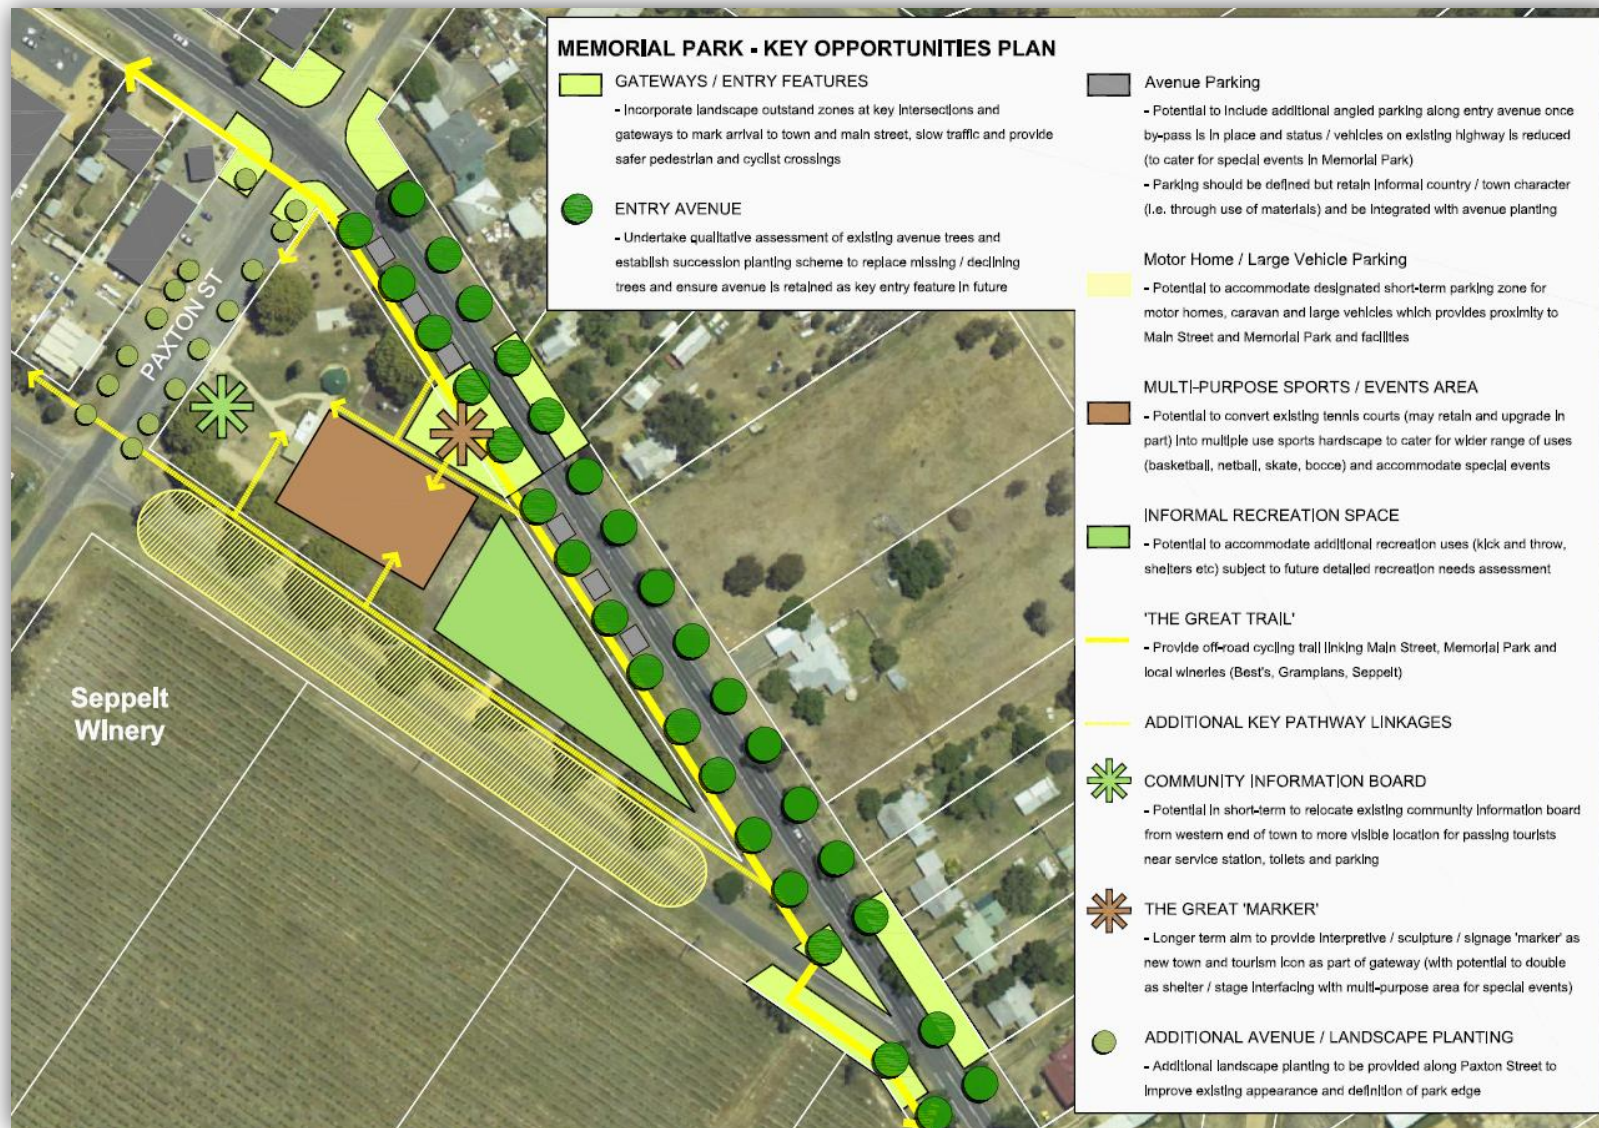 MEMORIAL PARK - KEY OPPORTUNITIES PLAN
GATEWAYS / ENTRY FEATURES
- Incorporate landscape outstand zones at key intersections and
gateways to mark arrival to town and main street, slow traffic and provide
safer pedestrian and cyclist crossings
ENTRY AVENUE
- Undertake qualitative assessment of existing avenue trees and
establish succession planting scheme to replace missing / declining
trees and ensure avenue is retained as key entry feature in future
Avenue Parking
- Potential to include additional angled parking along entry avenue once
by-pass is in place and status / vehicles on existing highway is reduced
(to cater for special events in Memorial Park)
- Parking should be defined but retain informal country / town character
(i.e. through use of materials) and be integrated with avenue planting
Motor Home / Large Vehicle Parking
- Potential to accommodate designated short-term parking zone for
motor homes, caravan and large vehicles which provides proximity to
Main Street and Memorial Park and facilities
MULTI-PURPOSE SPORTS / EVENTS AREA
- Potential to convert existing tennis courts (may retain and upgrade in
part) into multiple use sports hardscape to cater for wider range of uses
(basketball, netball, skate, bocce) and accommodate special events
INFORMAL RECREATION SPACE
- Potential to accommodate additional recreation uses (kick and throw,
shelters etc) subject to future detailed recreation needs assessment
'THE GREAT TRAIL'
- Provide off-road cycling trail linking Main Street, Memorial Park and
local wineries (Best's, Grampians, Seppelt)
ADDITIONAL KEY PATHWAY LINKAGES
COMMUNITY INFORMATION BOARD
- Potential in short-term to relocate existing community information board
from western end of town to more visible location for passing tourists
near service station, toilets and parking
THE GREAT 'MARKER'
- Longer term aim to provide interpretive / sculpture / signage 'marker' as
new town and tourism icon as part of gateway (with potential to double
as shelter / stage interfacing with multi-purpose area for special events)
ADDITIONAL AVENUE / LANDSCAPE PLANTING
- Additional landscape planting to be provided along Paxton Street to
improve existing appearance and definition of park edge
PAXTON ST
Seppelt
Winery